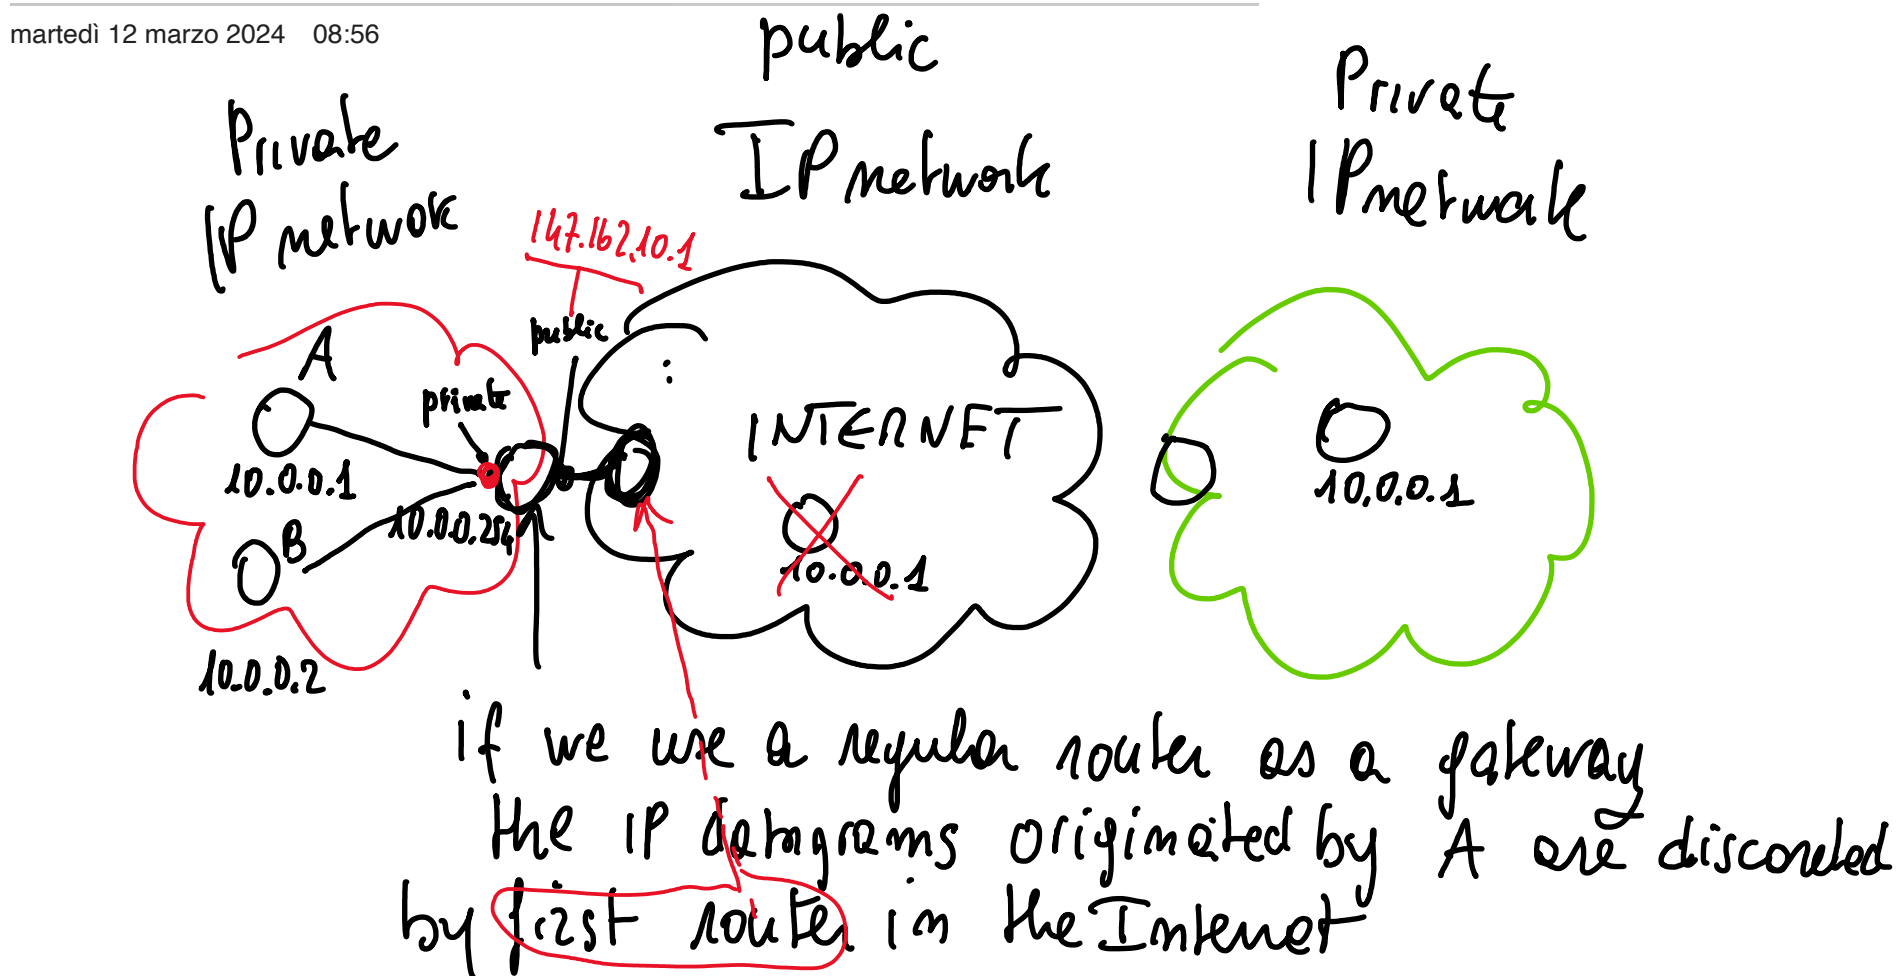 martedì 12 marzo 2024 08:56
public
IP network
Private
IP network
Private
IP network
147.162.10.1
public
A
private
10.0.0.1
INTERNET
10.0.0.1
10.0.0.254
B
10.0.0.1
10.0.0.2
if we use a regular router as a gateway
the IP datagrams originated by A are discarded
by first router in the Internet